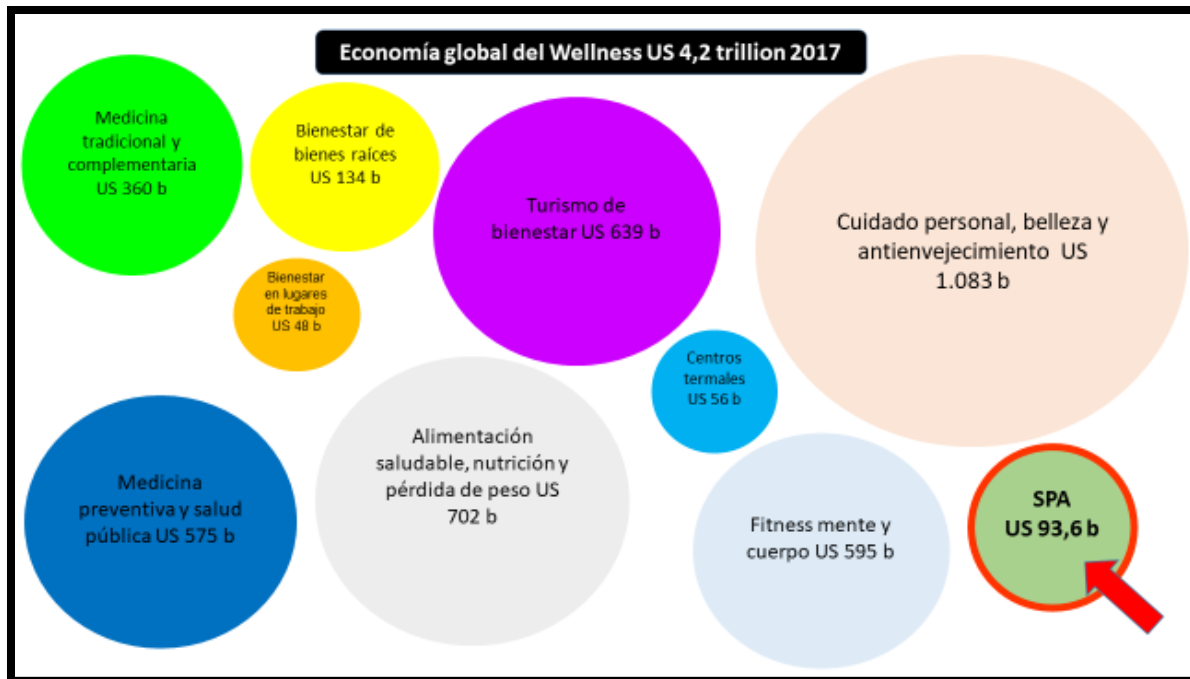 Economía global del Wellness US 4,2 trillion 2017
Medicina
tradicional y
complementaria
US 360 b
Bienestar de
bienes raíces
US 134 b
Turismo de
bienestar US 639 b
Cuidado personal, belleza y
antienvejecimiento US
1.083 b
Bienestar
en lugares
de trabajo
US 48 b
Centros
termales
US 56 b
Medicina
preventiva y salud
pública US 575 b
Alimentación
saludable, nutrición y
pérdida de peso US
702 b
Fitness mente y
cuerpo US 595 b
SPA
US 93,6 b